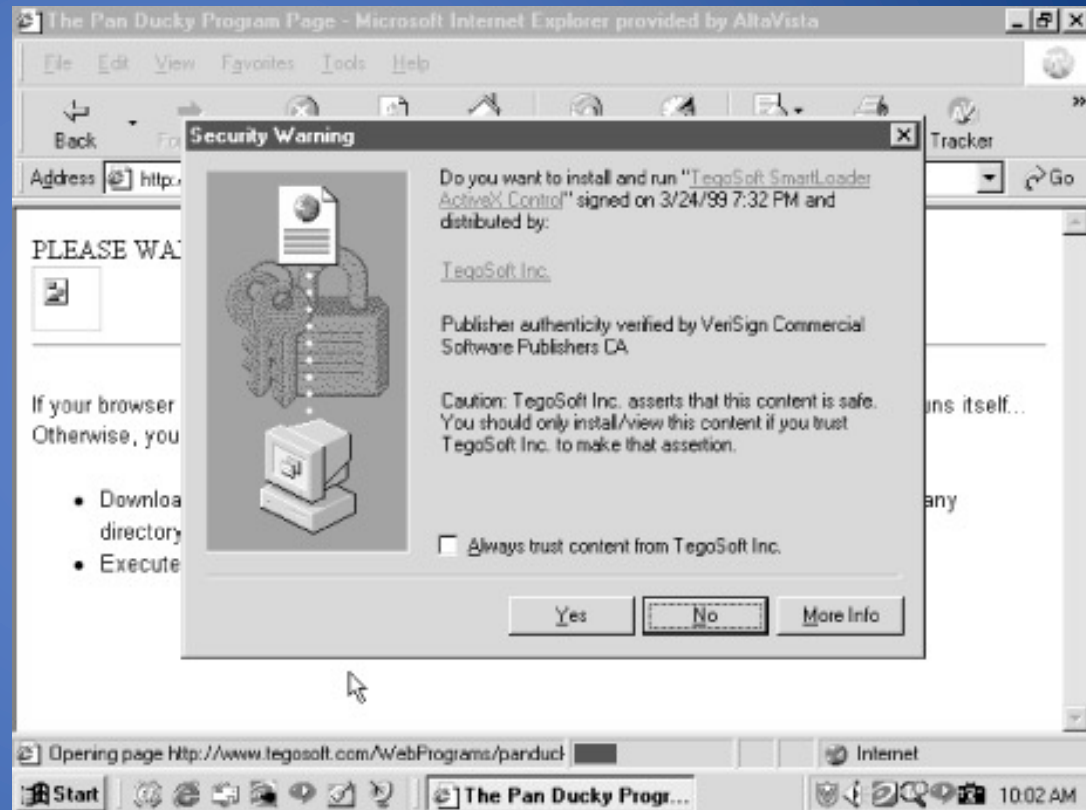 The Pan Ducky Program Page - Microsoft Internet Explorer provided by AltaVista
File Edit View Favorites Tools Help
Back
Tracker
Address http:
Go
Security Warning
Do you want to install and run "TegoSoft SmartLoader
ActiveX Control" signed on 3/24/99 7:32 PM and
distributed by:
TegoSoft Inc.
Publisher authenticity verified by VeriSign Commercial
Software Publishers CA
Caution: TegoSoft Inc. asserts that this content is safe.
You should only install/view this content if you trust
TegoSoft Inc. to make that assertion.
Always trust content from TegoSoft Inc.
Yes No More Info
PLEASE WAI
If your browser
uns itself...
Otherwise, you
• Downloa
any
directory
• Execute
Opening page http://www.tegosoft.com/WebPrograms/panduck
Internet
Start
The Pan Ducky Progr...
10:02 AM